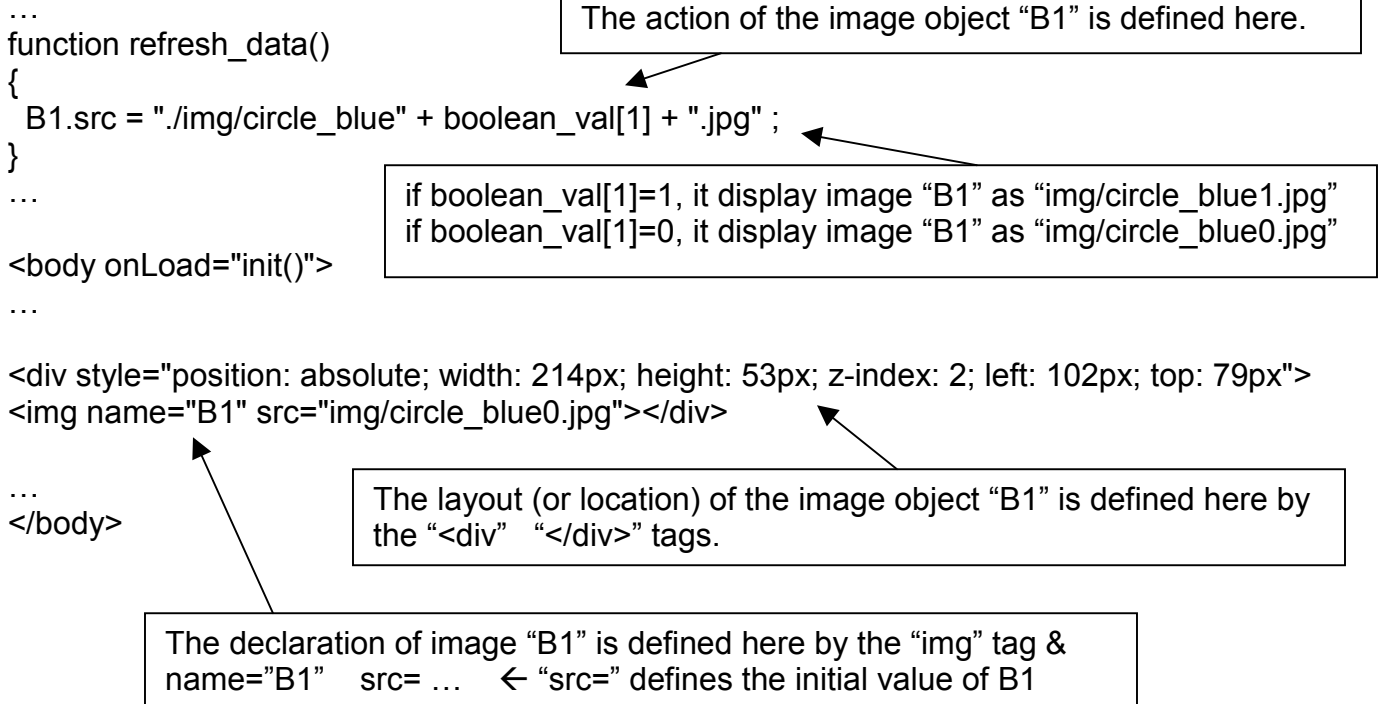 …
The action of the image object “B1” is defined here.
function refresh_data()
{
B1.src = "./img/circle_blue" + boolean_val[1] + ".jpg" ;
}
…
if boolean_val[1]=1, it display image “B1” as “img/circle_blue1.jpg”
if boolean_val[1]=0, it display image “B1” as “img/circle_blue0.jpg”
<body onLoad="init()">
…
<div style="position: absolute; width: 214px; height: 53px; z-index: 2; left: 102px; top: 79px">
<img name="B1" src="img/circle_blue0.jpg"></div>
…
The layout (or location) of the image object “B1” is defined here by
the “<div” “</div>” tags.
</body>
The declaration of image “B1” is defined here by the “img” tag &
name=”B1” src= … ← “src=” defines the initial value of B1